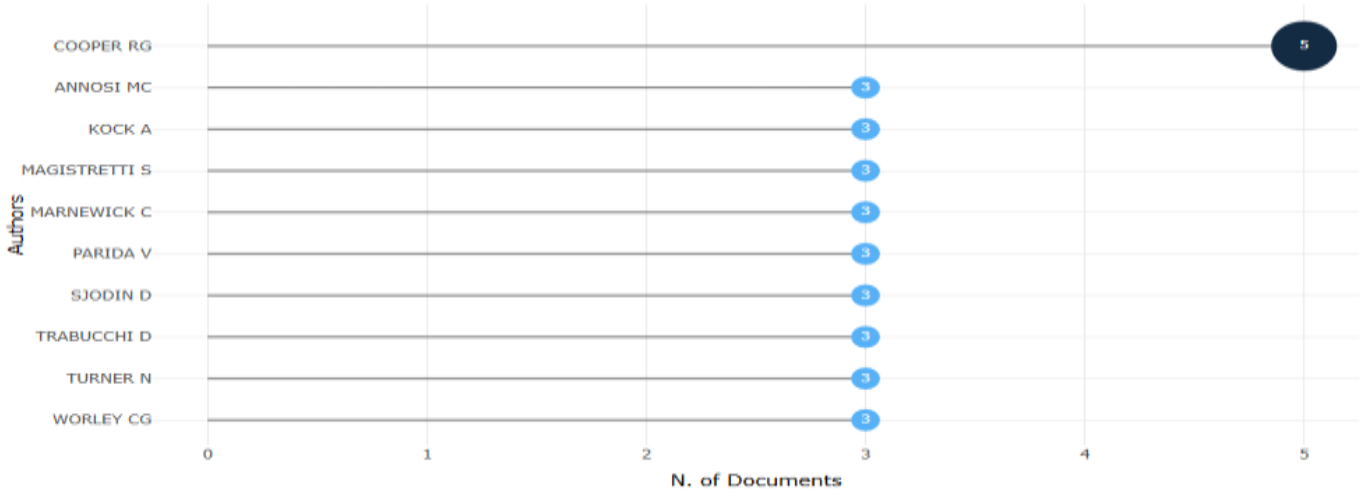 COOPER RG 5
ANNOSI MC 3
KOCK A 3
MAGISTRETTI S 3
MARNEWICK C 3
PARIDA V 3
SJODIN D 3
TRABUCCHI D 3
TURNER N 3
WORLEY CG 3
Authors
0 1 2 3 4 5
N. of Documents